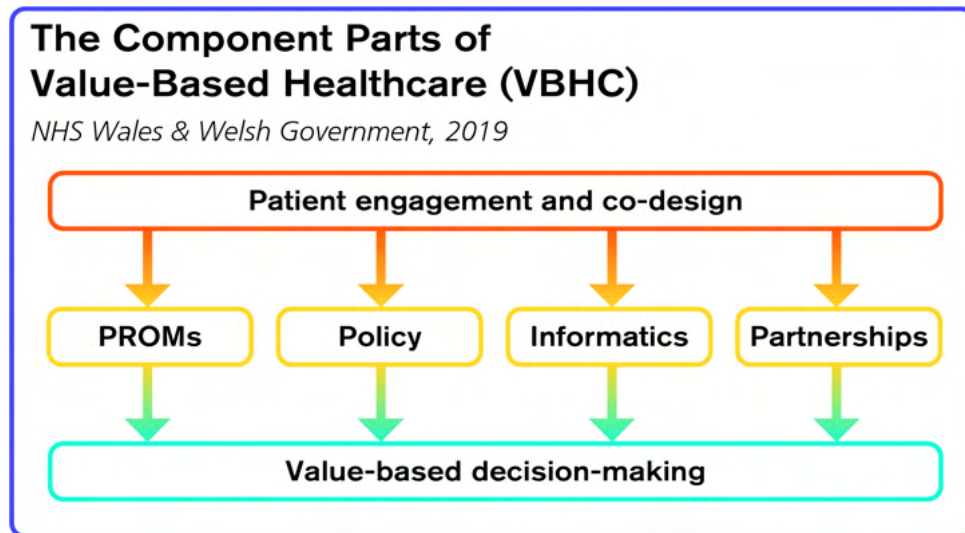 The Component Parts of
Value-Based Healthcare (VBHC)
NHS Wales & Welsh Government, 2019
Patient engagement and co-design
PROMs
Policy
Informatics
Partnerships
Value-based decision-making